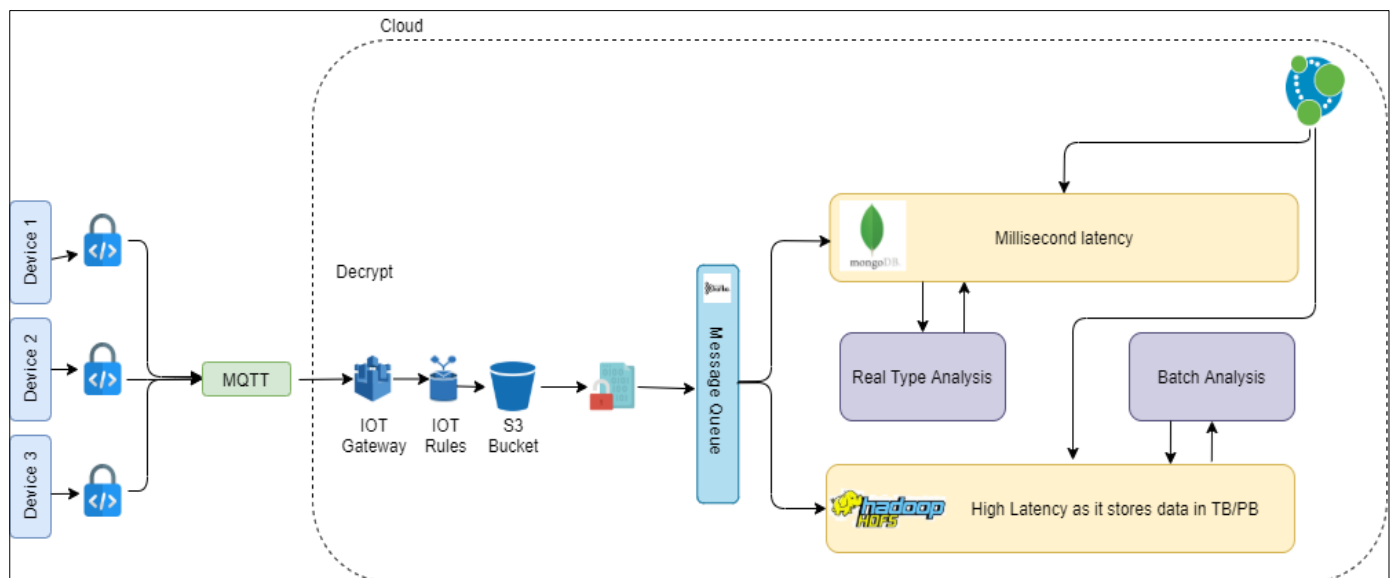 Cloud
Device 1
Device 2
Device 3
MQTT
Decrypt
IOT
Gateway
IOT
Rules
S3
Bucket
Message Queue
mongoDB.
Millisecond latency
Real Type Analysis
Batch Analysis
hadoop
HDFS
High Latency as it stores data in TB/PB